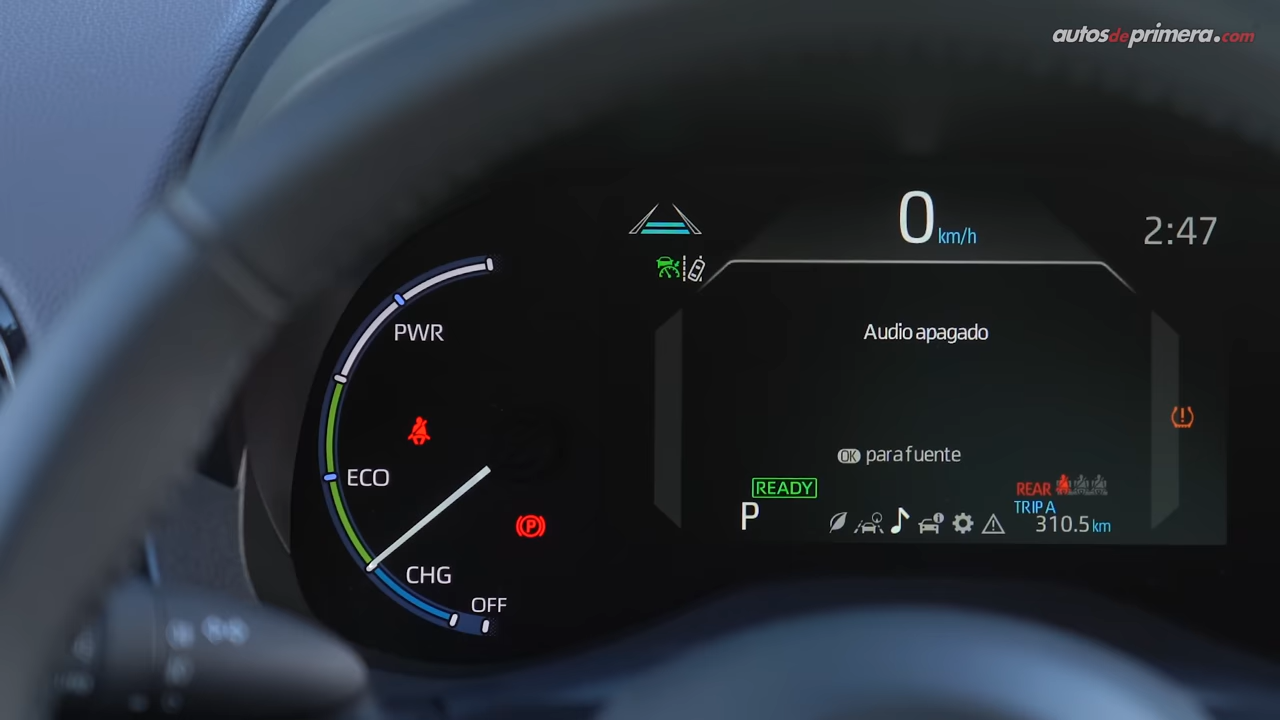 autosdeprimera.com
0 km/h
2:47
PWR
Audio apagado
ECO
OK para fuente
READY
REAR
P
P
TRIP A
310.5 km
CHG
OFF